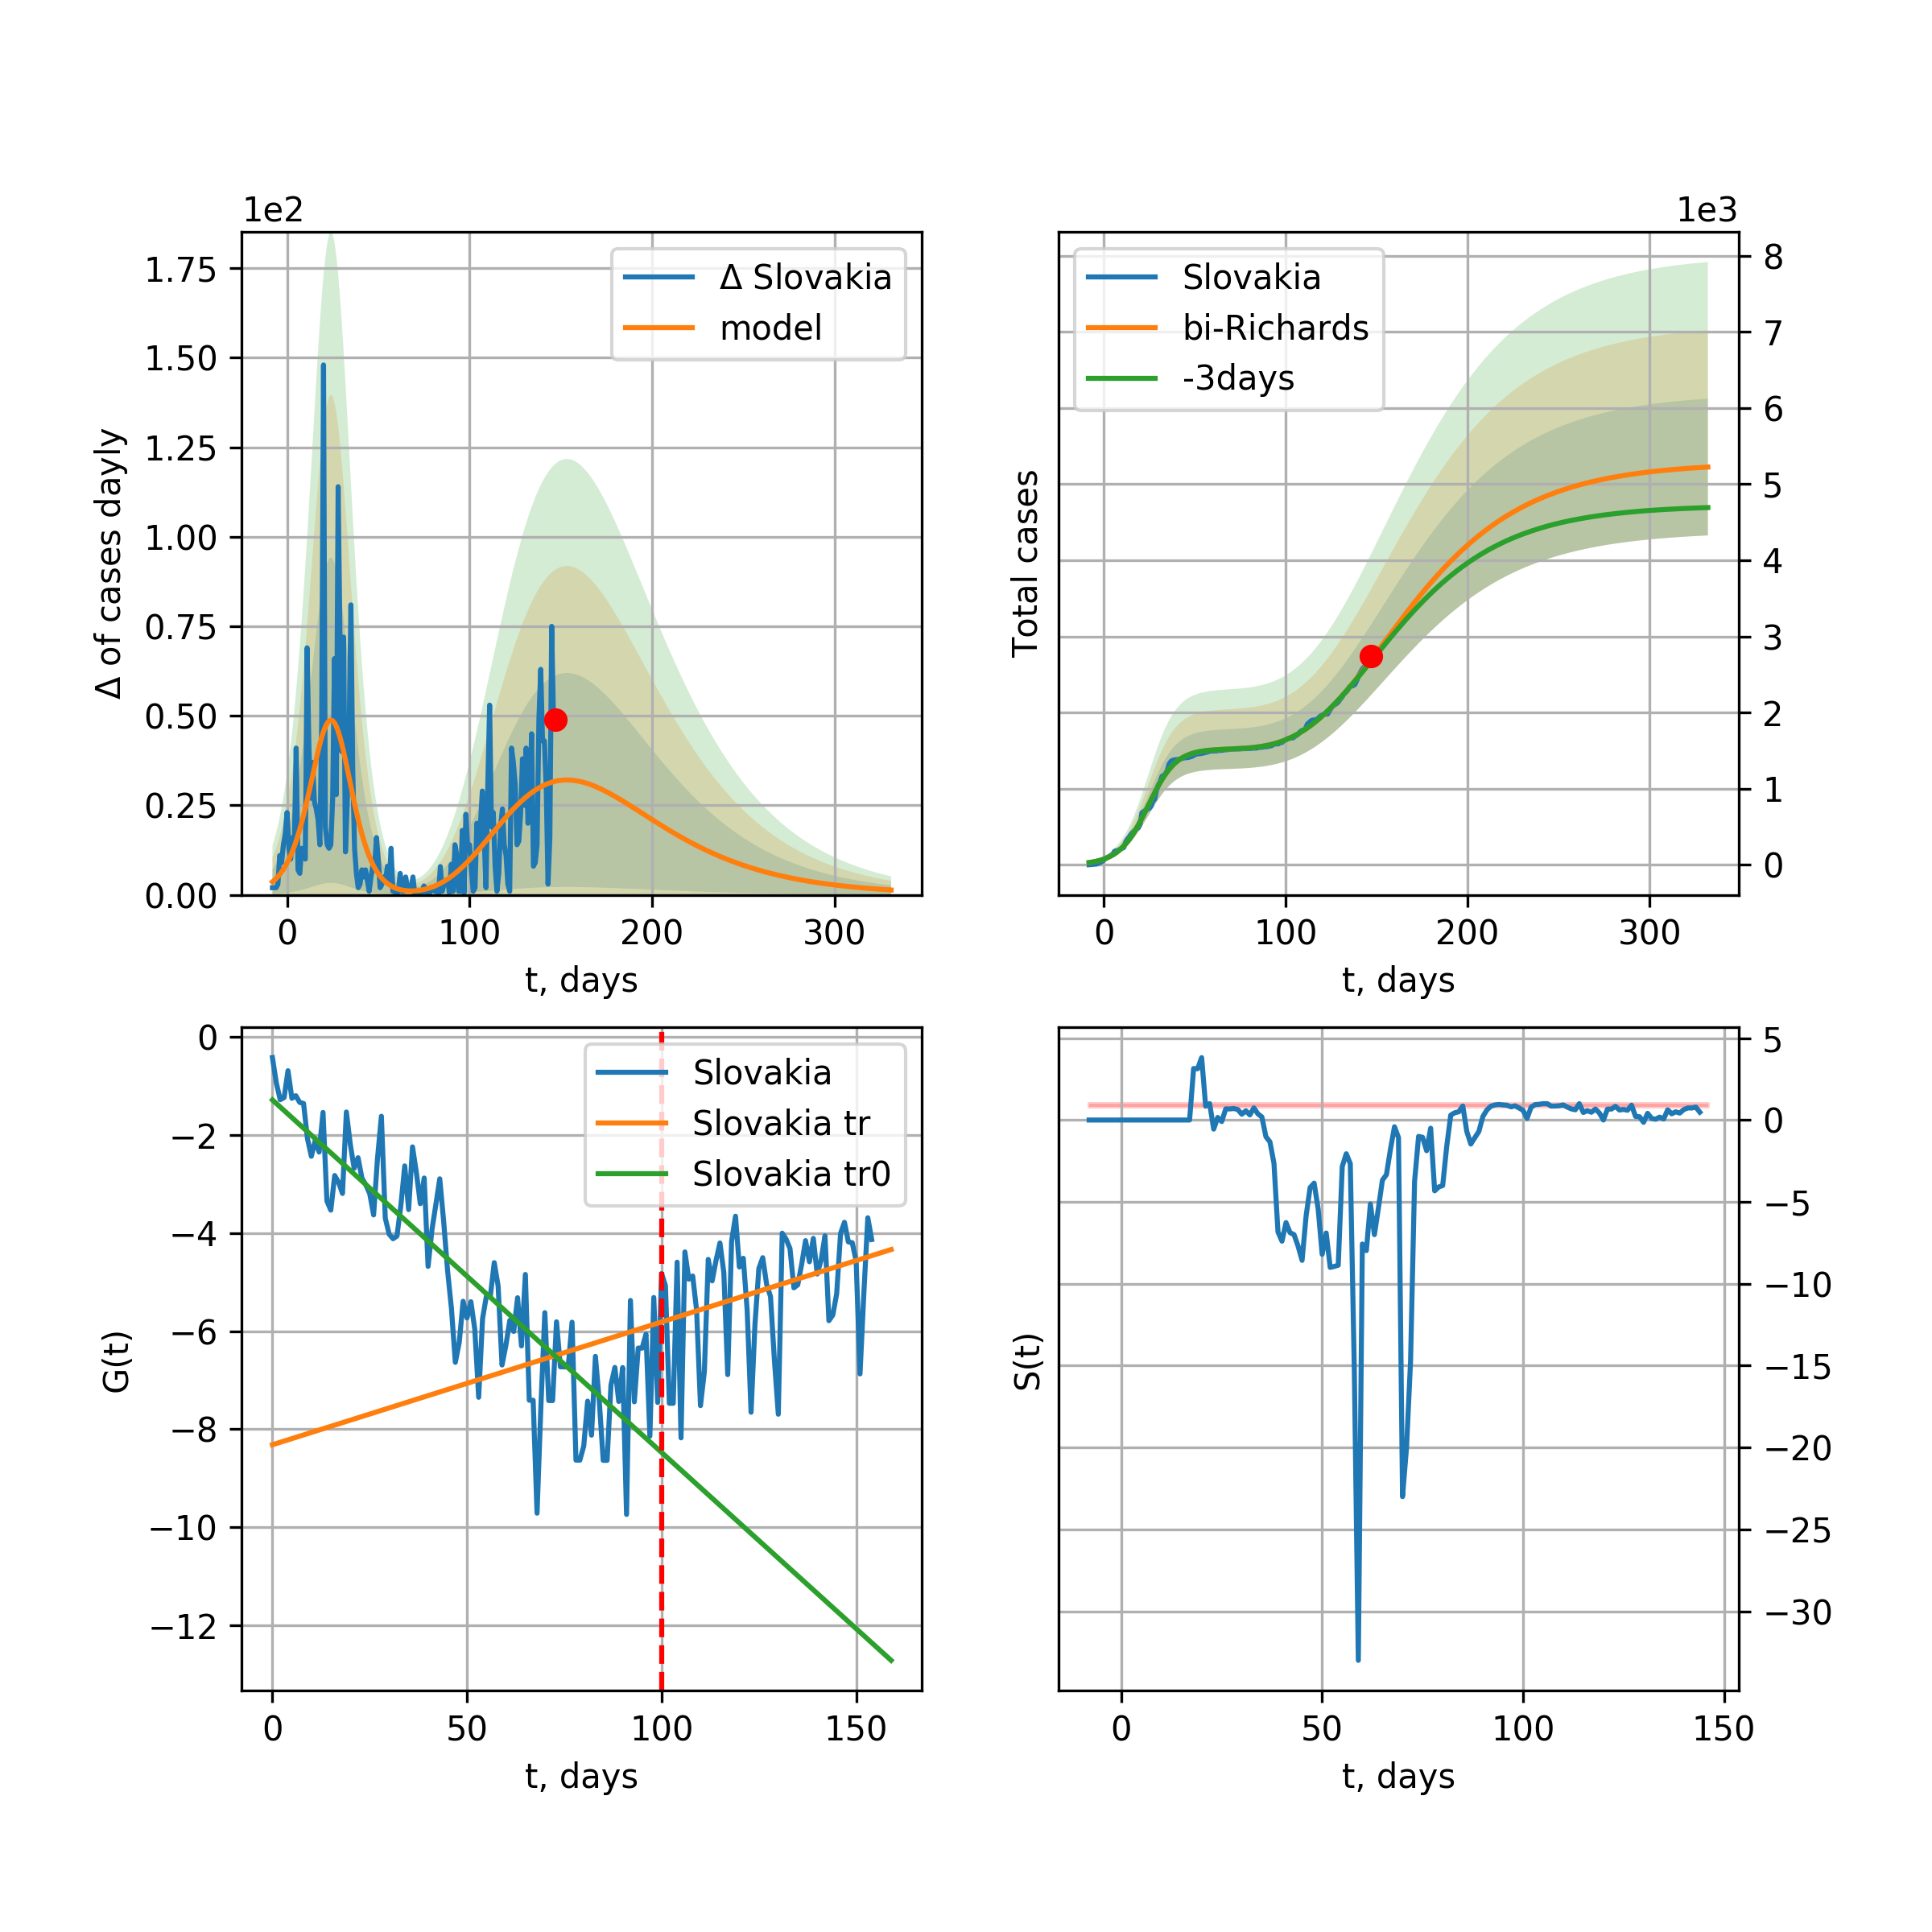 1e2
1.75
1.50
1.25
1.00
0.75
0.50
0.25
0.00
Δ of cases dayly
0 100 200 300
t, days
Δ Slovakia
model
1e3
8
7
6
5
4
3
2
1
0
Total cases
0 100 200 300
t, days
Slovakia
bi-Richards
-3days
0
−2
−4
−6
−8
−10
−12
G(t)
0 50 100 150
t, days
Slovakia
Slovakia tr
Slovakia tr0
5
0
−5
−10
−15
−20
−25
−30
S(t)
0 50 100 150
t, days